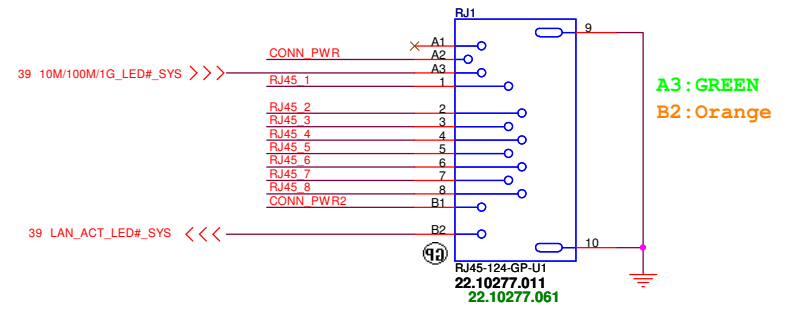 RJ1
A1
9
CONN_PWR
A2
39 10M/100M/1G_LED#_SYS
A3
RJ45_1
1
A3:GREEN
B2:Orange
RJ45_2
2
RJ45_3
3
RJ45_4
4
RJ45_5
5
RJ45_6
6
RJ45_7
7
RJ45_8
8
CONN_PWR2
B1
39 LAN_ACT_LED#_SYS
B2
10
GP
RJ45-124-GP-U1
22.10277.011
22.10277.061